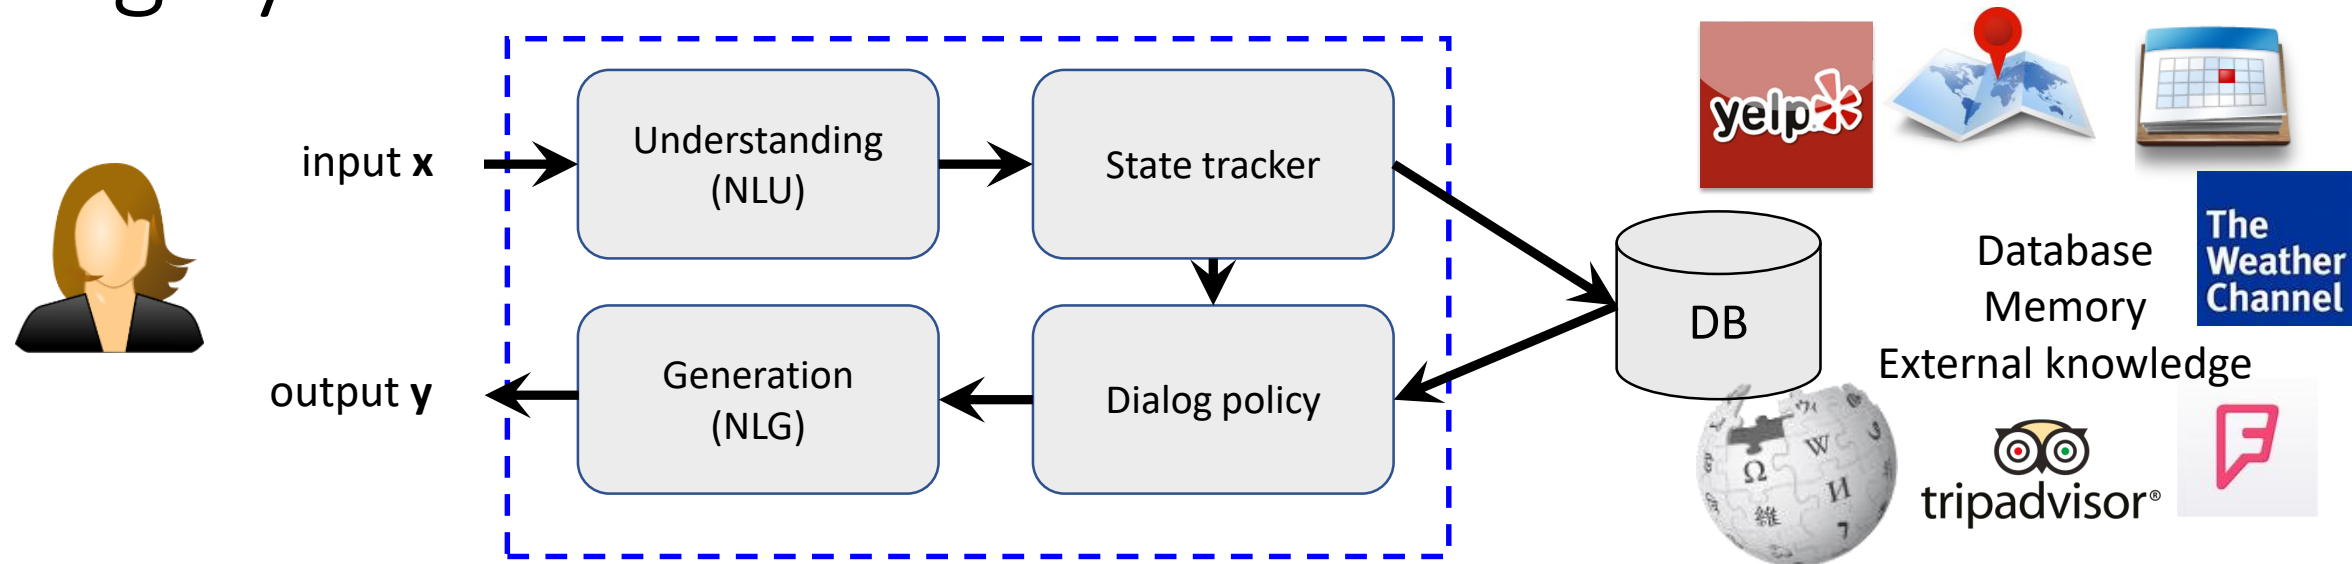 input x
Understanding
(NLU)
State tracker
output y
Generation
(NLG)
Dialog policy
DB
yelp
The
Weather
Channel
Database
Memory
External knowledge
Ω
W
И
維
tripadvisor®